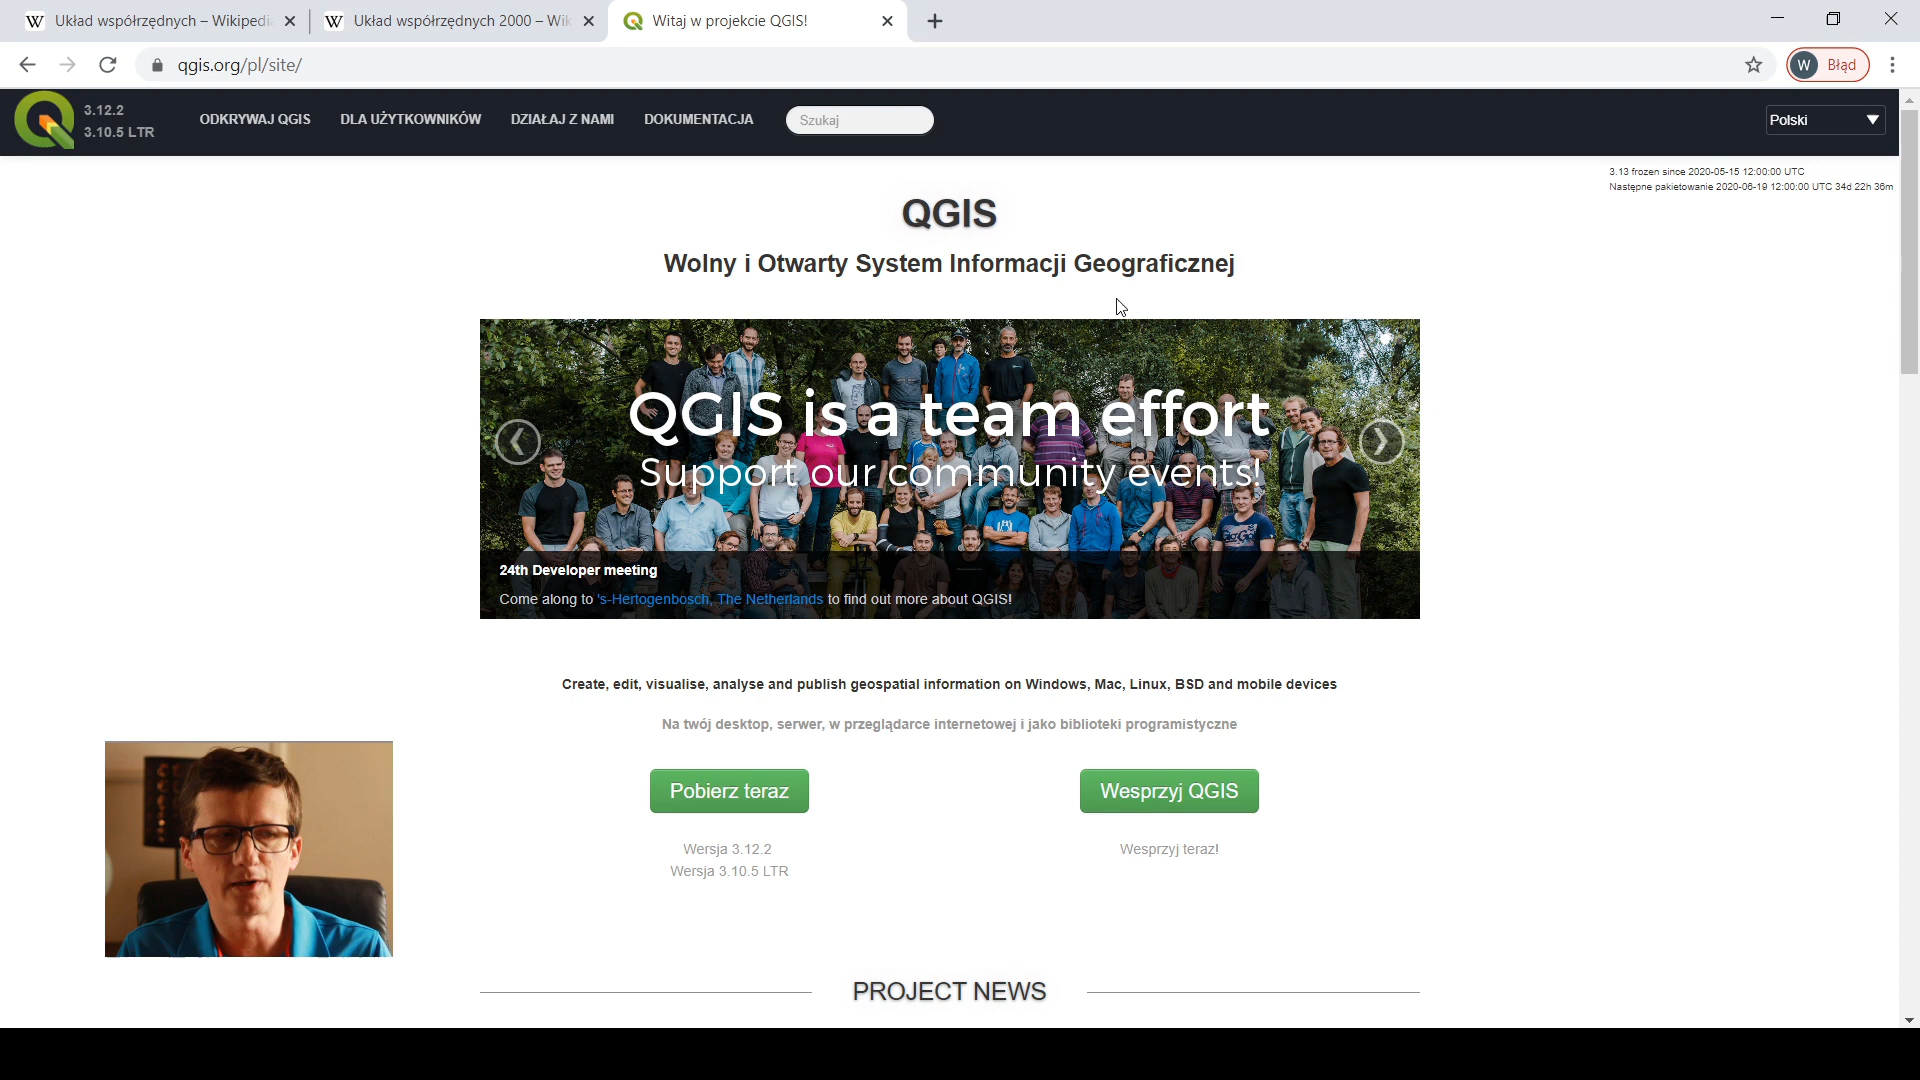 Układ współrzędnych – Wikipedi
Układ współrzędnych 2000 – Wik
Witaj w projekcie QGIS!
qgis.org/pl/site/
W
Błąd
3.12.2
3.10.5 LTR
ODKRYWAJ QGIS
DLA UŻYTKOWNIKÓW
DZIAŁAJ Z NAMI
DOKUMENTACJA
Szukaj
Polski
3.13 frozen since 2020-05-15 12:00:00 UTC
Następne pakietowanie 2020-06-19 12:00:00 UTC 34d 22h 36m
QGIS
Wolny i Otwarty System Informacji Geograficznej
QGIS is a team effort
Support our community events!
24th Developer meeting
Come along to 's-Hertogenbosch, The Netherlands to find out more about QGIS!
Create, edit, visualise, analyse and publish geospatial information on Windows, Mac, Linux, BSD and mobile devices
Na twój desktop, serwer, w przeglądarce internetowej i jako biblioteki programistyczne
Pobierz teraz
Wesprzyj QGIS
Wersja 3.12.2
Wersja 3.10.5 LTR
Wesprzyj teraz!
PROJECT NEWS